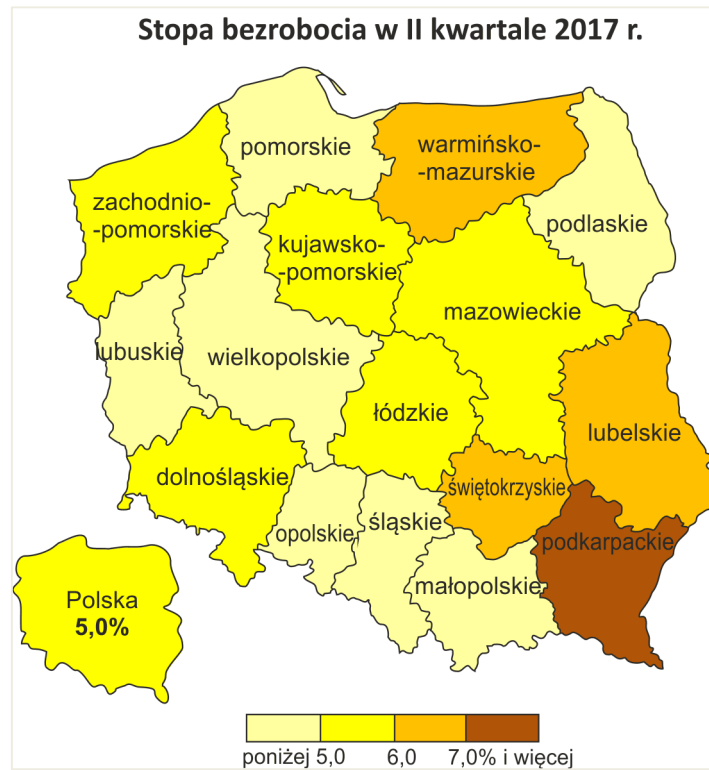 Stopa bezrobocia w II kwartale 2017 r.
pomorskie
warmińsko-
-mazurskie
zachodnio-
-pomorskie
podlaskie
kujawsko-
-pomorskie
mazowieckie
lubuskie
wielkopolskie
łódzkie
lubelskie
dolnośląskie
świętokrzyskie
opolskie
śląskie
podkarpackie
małopolskie
Polska
5,0%
poniżej 5,0 6,0 7,0% i więcej